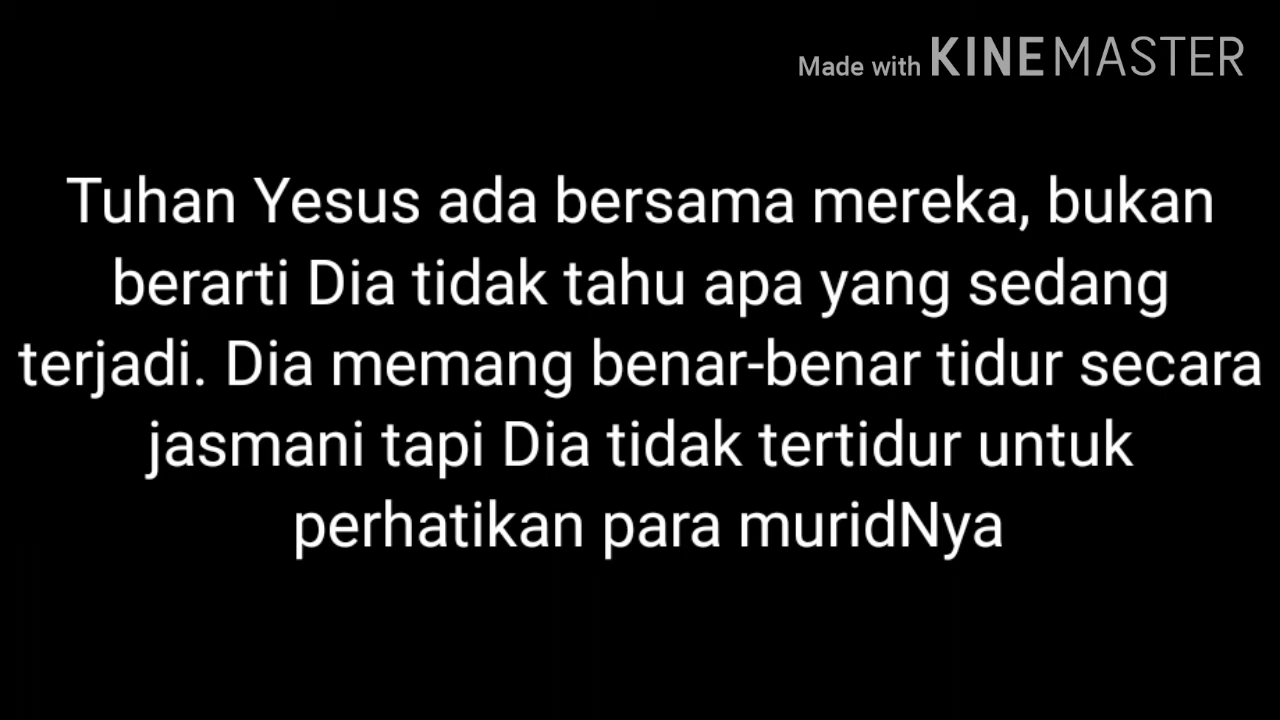 Made with KINEMASTER
Tuhan Yesus ada bersama mereka, bukan
berarti Dia tidak tahu apa yang sedang
terjadi. Dia memang benar-benar tidur secara
jasmani tapi Dia tidak tertidur untuk
perhatikan para muridNya